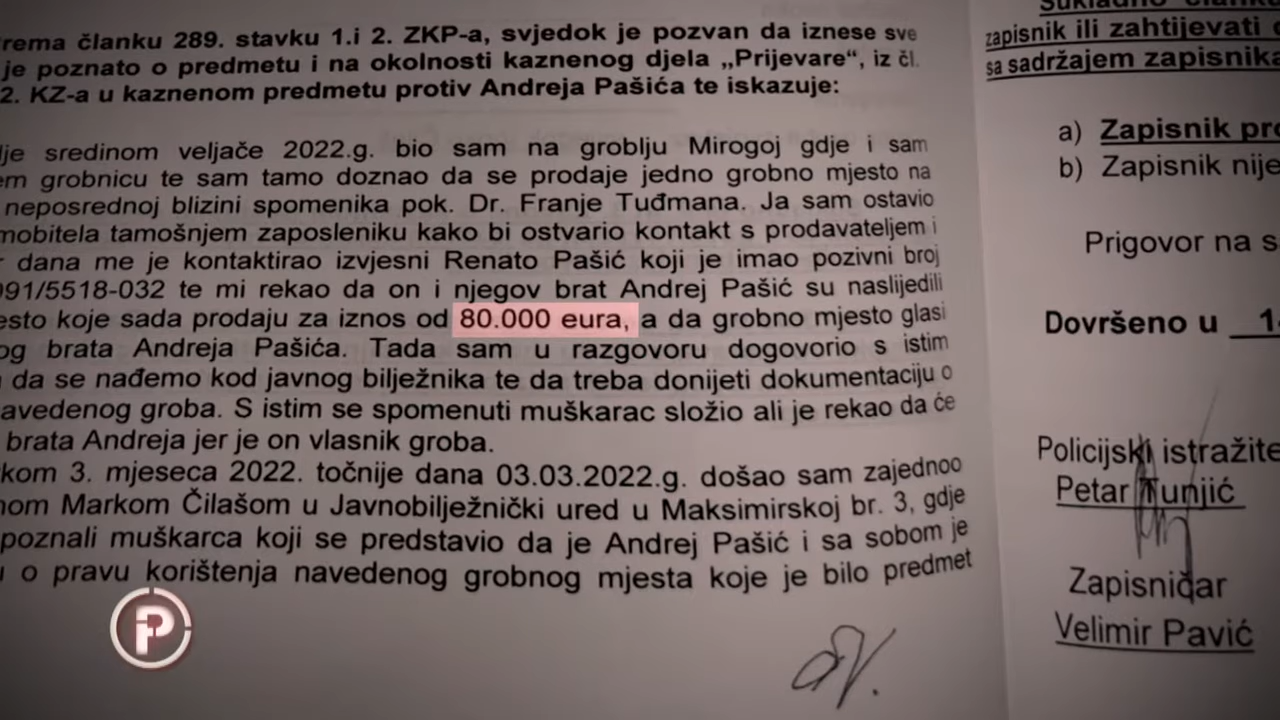 rema članku 289. stavku 1.i 2. ZKP-a, svjedok je pozvan da iznese sve
je poznato o predmetu i na okolnosti kaznenog djela „Prijevare“, iz čl.
2. KZ-a u kaznenom predmetu protiv Andreja Pašića te iskazuje:
lje sredinom veljače 2022.g. bio sam na groblju Mirogoj gdje i sam
em grobnicu te sam tamo doznao da se prodaje jedno grobno mjesto na
neposrednoj blizini spomenika pok. Dr. Franje Tuđmana. Ja sam ostavio
mobitela tamošnjem zaposleniku kako bi ostvario kontakt s prodavateljem i
dana me je kontaktirao izvjesni Renato Pašić koji je imao pozivni broj
091/5518-032 te mi rekao da on i njegov brat Andrej Pašić su naslijedili
esto koje sada prodaju za iznos od 80.000 eura, a da grobno mjesto glasi
og brata Andreja Pašića. Tada sam u razgovoru dogovorio s istim
da se nađemo kod javnog bilježnika te da treba donijeti dokumentaciju o
avedenog groba. S istim se spomenuti muškarac složio ali je rekao da će
brata Andreja jer je on vlasnik groba.
kom 3. mjeseca 2022. točnije dana 03.03.2022.g. došao sam zajednoo
nom Markom Čilašom u Javnobilježnički ured u Maksimirskoj br. 3, gdje
poznali muškarca koji se predstavio da je Andrej Pašić i sa sobom je
u o pravu korištenja navedenog grobnog mjesta koje je bilo predmet
Sukladno člank
zapisnik ili zahtijevati
sa sadržajem zapisnika
a) Zapisnik pro
b) Zapisnik nije
Prigovor na s
Dovršeno u 1
Policijski istražite
Petar Tunjić
Zapisničar
Velimir Pavić
P